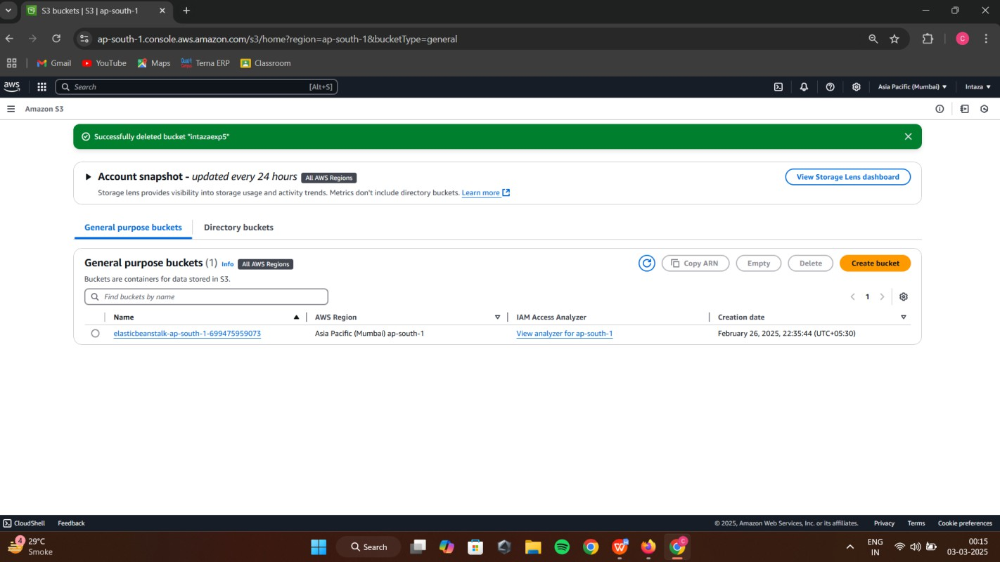 S3 buckets | S3 | ap-south-1
ap-south-1.console.aws.amazon.com/s3/home?region=ap-south-1&bucketType=general
C
Gmail YouTube Maps Terna ERP Classroom
aws Search [Alt+S] Asia Pacific (Mumbai) Intaza
Amazon S3
Successfully deleted bucket "intazaexp5"
Account snapshot - updated every 24 hours All AWS Regions View Storage Lens dashboard
Storage lens provides visibility into storage usage and activity trends. Metrics don't include directory buckets. Learn more
General purpose buckets Directory buckets
General purpose buckets (1) Info All AWS Regions Copy ARN Empty Delete Create bucket
Buckets are containers for data stored in S3.
Find buckets by name 1
Name AWS Region IAM Access Analyzer Creation date
elasticbeanstalk-ap-south-1-699475959073 Asia Pacific (Mumbai) ap-south-1 View analyzer for ap-south-1 February 26, 2025, 22:35:44 (UTC+05:30)
CloudShell Feedback © 2025, Amazon Web Services, Inc. or its affiliates. Privacy Terms Cookie preferences
4 29°C
Smoke
Search
ENG
IN
00:15
03-03-2025